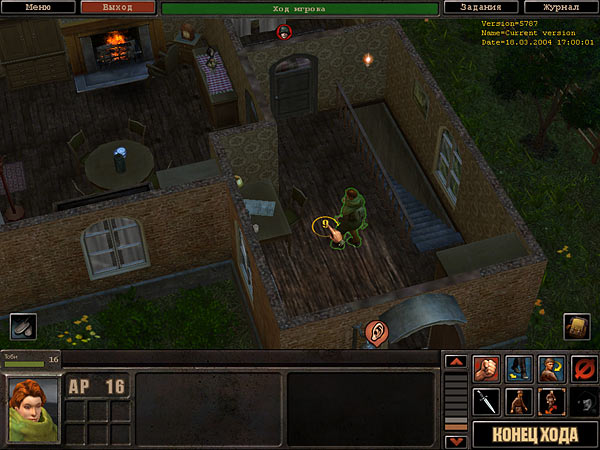 Меню
Выход
Ход игрока
Задания
Журнал
Version=5787
Name=Current version
Date=18.03.2004 17:00:01
9
Тоби
16
AP 16
КОНЕЦ ХОДА